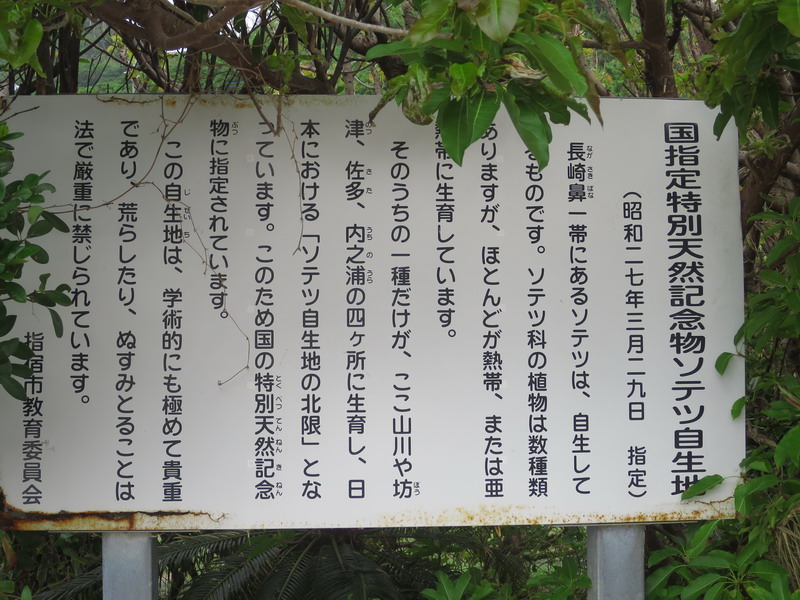 国指定特別天然記念物ソテツ自生地
（昭和二七年三月二九日　指定）
長崎鼻一帯にあるソテツは、自生して
ものです。ソテツ科の植物は数種類
ありますが、ほとんどが熱帯、または亜
熱帯に生育しています。
そのうちの一種だけが、ここ山川や坊
津、佐多、内之浦の四ヶ所に生育し、日
本における「ソテツ自生地の北限」とな
っています。このため国の特別天然記念
物に指定されています。
この自生地は、学術的にも極めて貴重
であり、荒らしたり、ぬすみとることは
法で厳重に禁じられています。
指宿市教育委員会